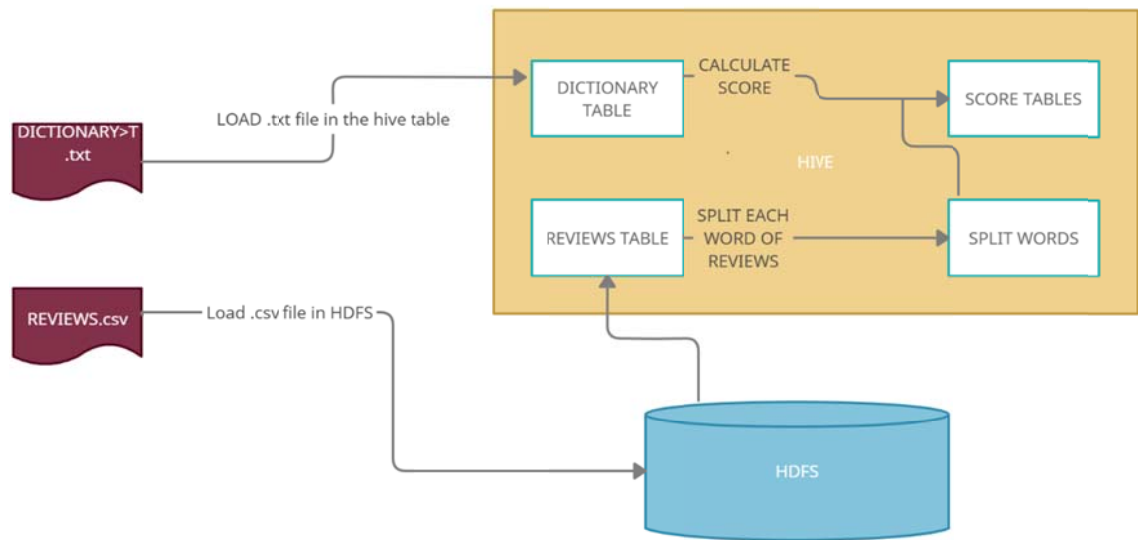 DICTIONARY>T
.txt
LOAD .txt file in the hive table
DICTIONARY
TABLE
CALCULATE
SCORE
SCORE TABLES
HIVE
REVIEWS TABLE
SPLIT EACH
WORD OF
REVIEWS
SPLIT WORDS
REVIEWS.csv
Load .csv file in HDFS
HDFS